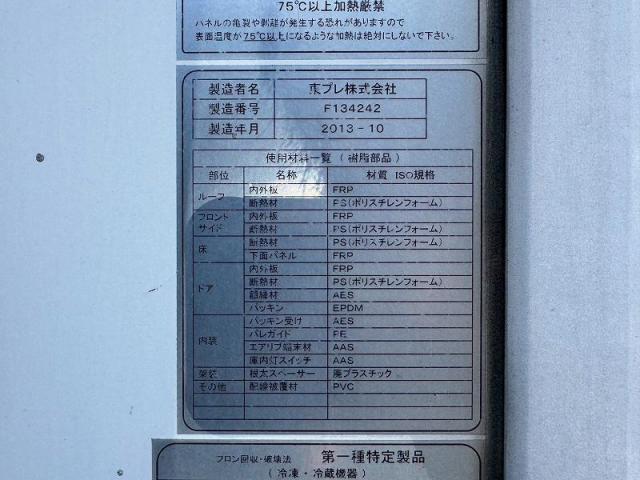 75℃以上加熱厳禁
パネルの亀裂や剥離が発生する恐れがありますので
表面温度が75℃以上になるような加熱は絶対にしないで下さい。
製造者名 東プレ株式会社
製造番号 F134242
製造年月 2013-10
使用材料一覧(樹脂部品)
部位 名称 材質 ISO規格
ルーフ 内外板 FRP
断熱材 PS(ポリスチレンフォーム)
フロント サイド 内外板 FRP
断熱材 PS(ポリスチレンフォーム)
床 断熱材 PS(ポリスチレンフォーム)
下面パネル FRP
ドア 内外板 FRP
断熱材 PS(ポリスチレンフォーム)
額縁材 AES
パッキン EPDM
内装 パッキン受け AES
パレガイド PE
エアリブ端末材 AAS
庫内灯スイッチ AAS
架装 根太スペーサー 廃プラスチック
その他 配線被覆材 PVC
フロン回収・破壊法 第一種特定製品
(冷凍・冷蔵機器)